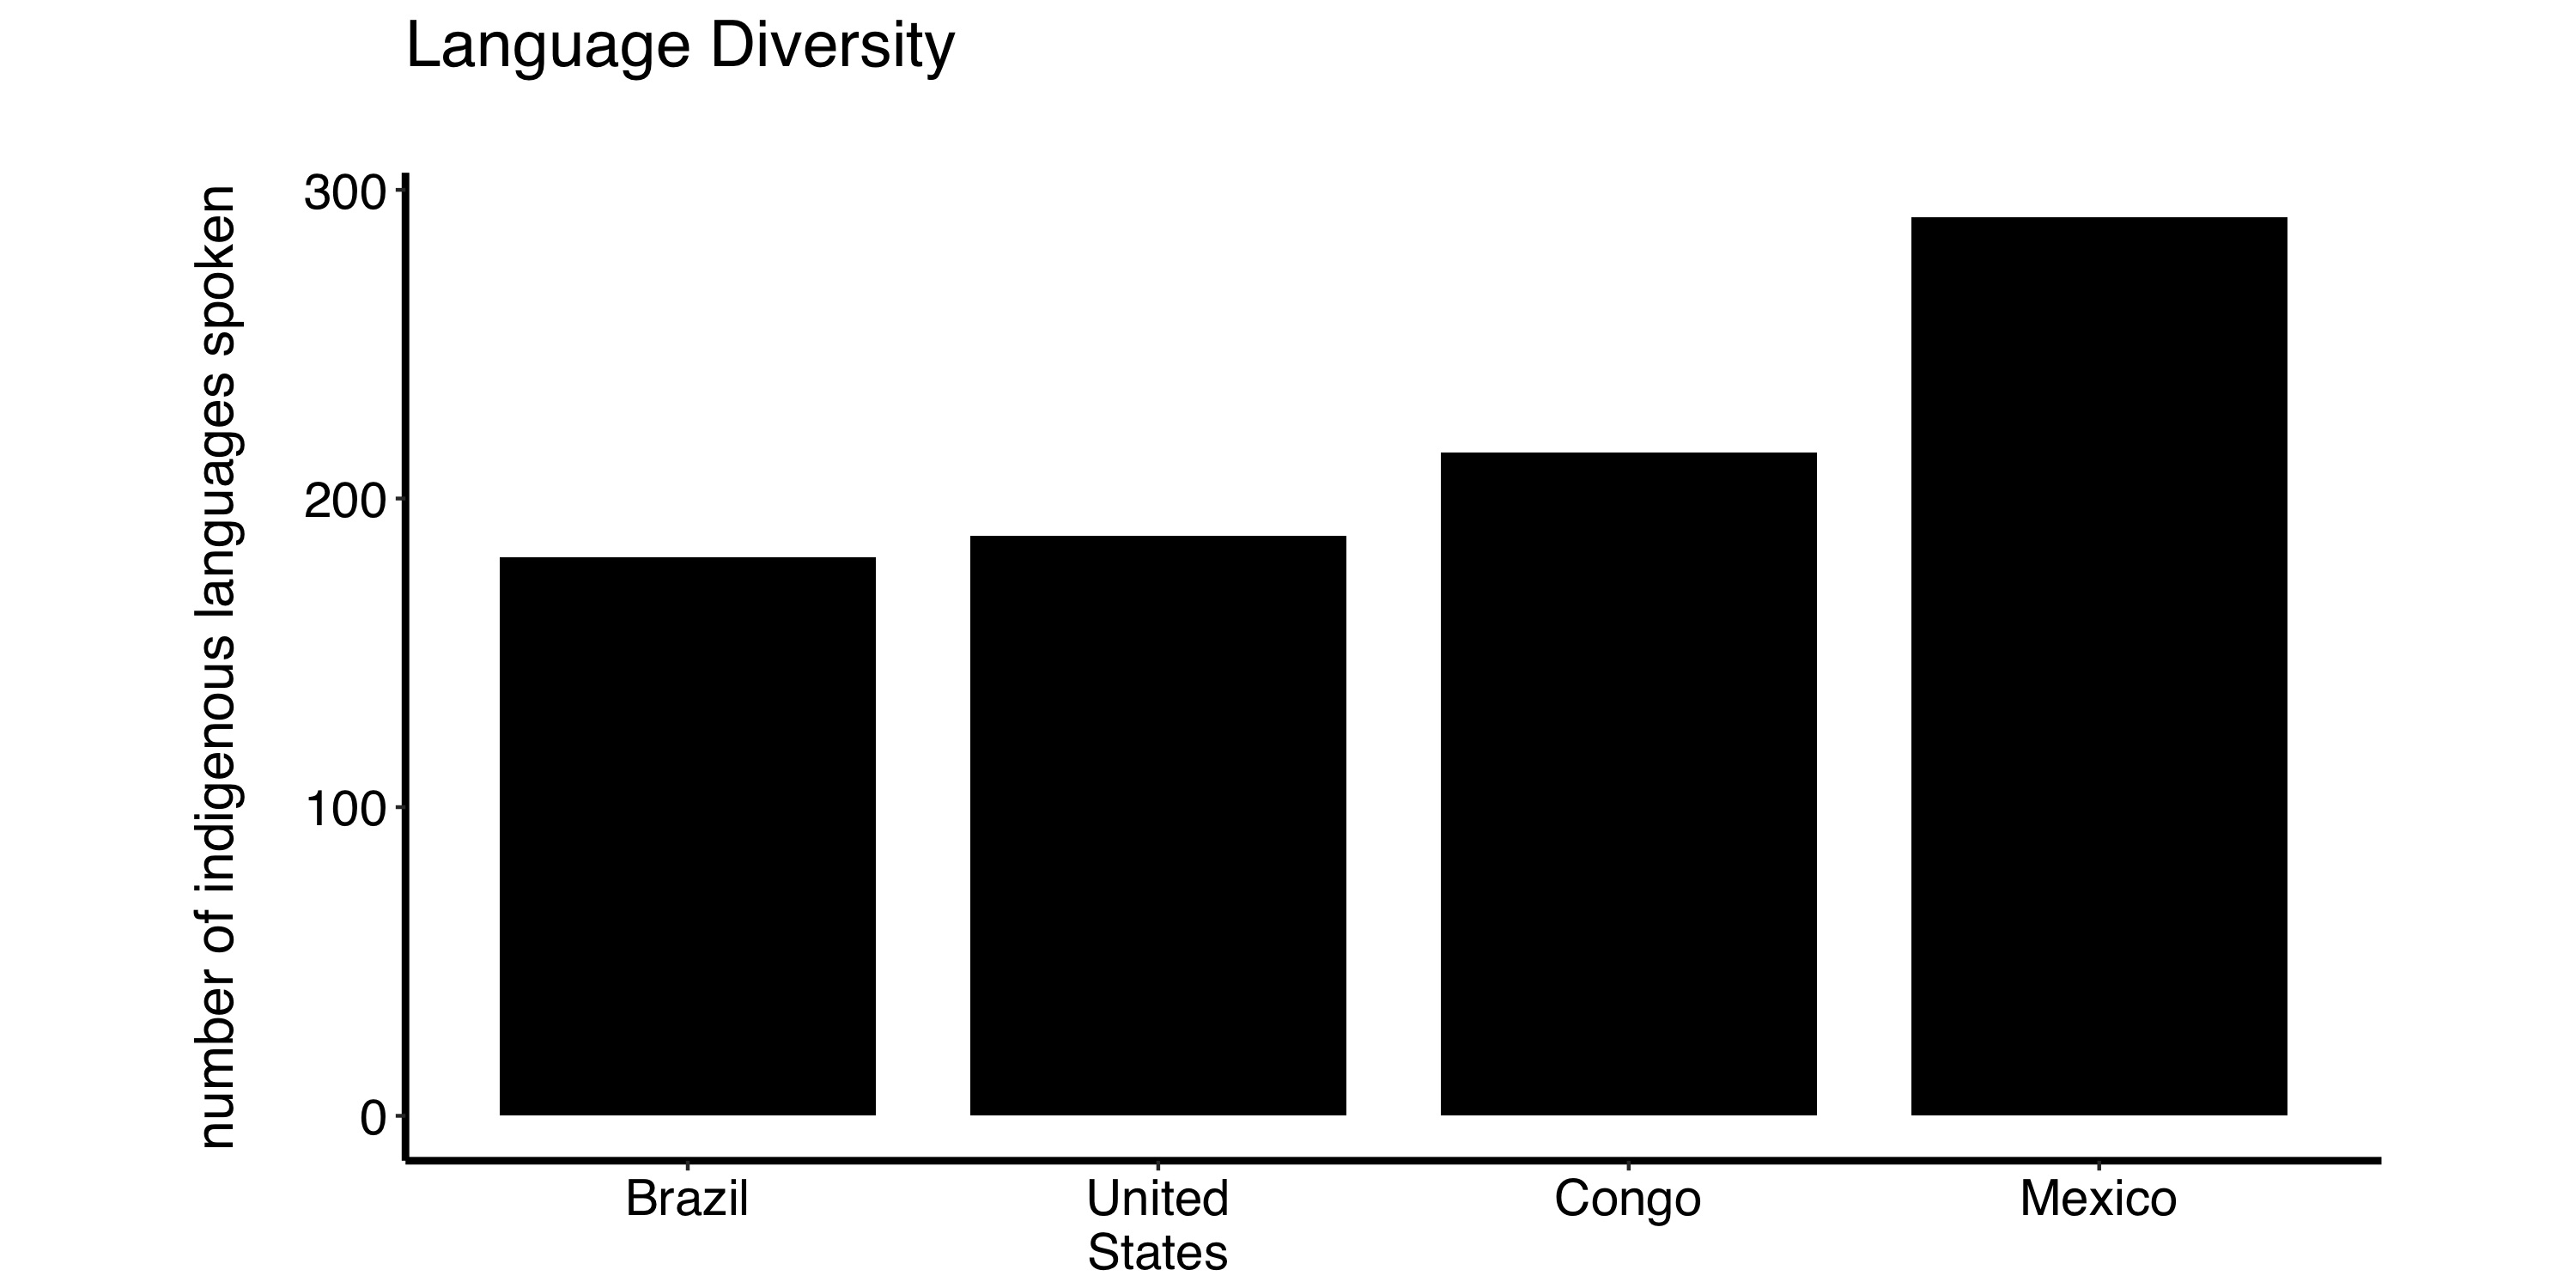 Language Diversity
number of indigenous languages spoken
300
200
100
0
Brazil
United
States
Congo
Mexico